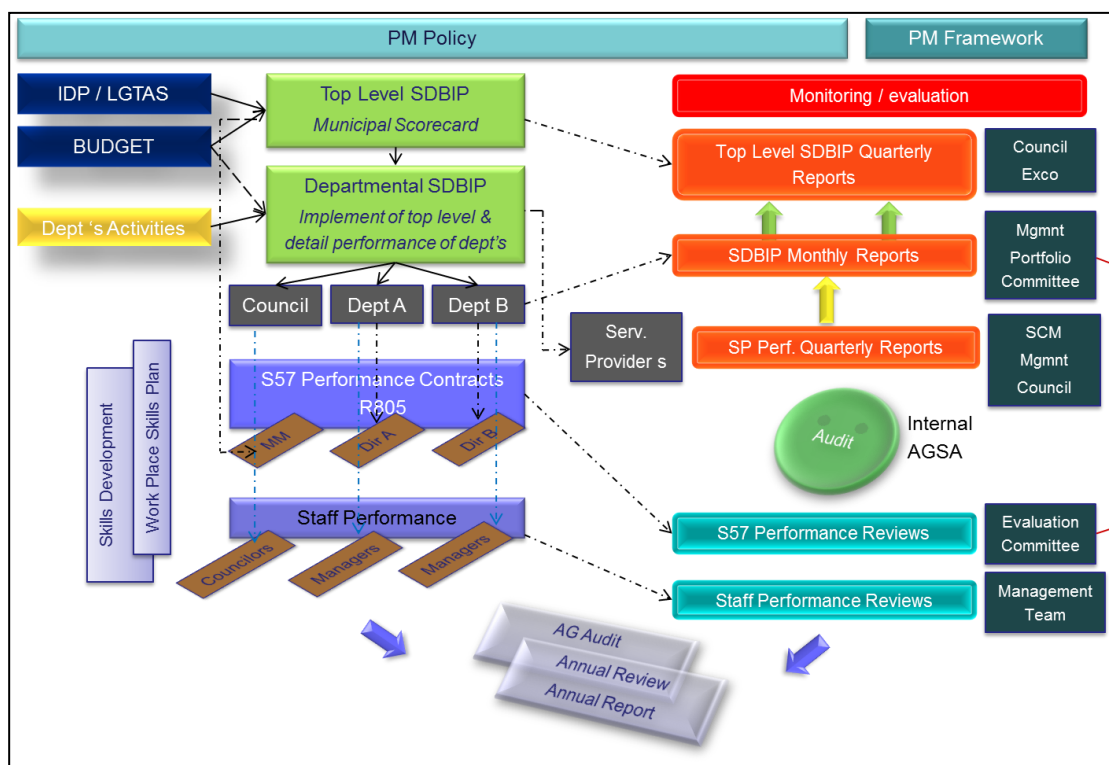 PM Policy
PM Framework
IDP / LGTAS
BUDGET
Dept ‘s Activities
Top Level SDBIP
Municipal Scorecard
Departmental SDBIP
Implement of top level &
detail performance of dept’s
Council
Dept A
Dept B
Serv.
Provider s
S57 Performance Contracts
R805
MM
Dir A
Dir B
Skills Development
Work Place Skills Plan
Staff Performance
Councilors
Managers
Managers
Monitoring / evaluation
Top Level SDBIP Quarterly
Reports
Council
Exco
SDBIP Monthly Reports
Mgmnt
Portfolio
Committee
SP Perf. Quarterly Reports
SCM
Mgmnt
Council
Audit
Internal
AGSA
S57 Performance Reviews
Evaluation
Committee
Staff Performance Reviews
Management
Team
AG Audit
Annual Review
Annual Report